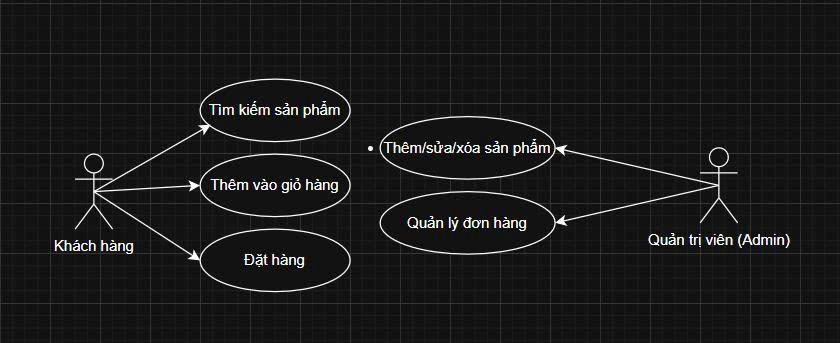 Tìm kiếm sản phẩm
Thêm vào giỏ hàng
Đặt hàng
Khách hàng
• Thêm/sửa/xóa sản phẩm
Quản lý đơn hàng
Quản trị viên (Admin)